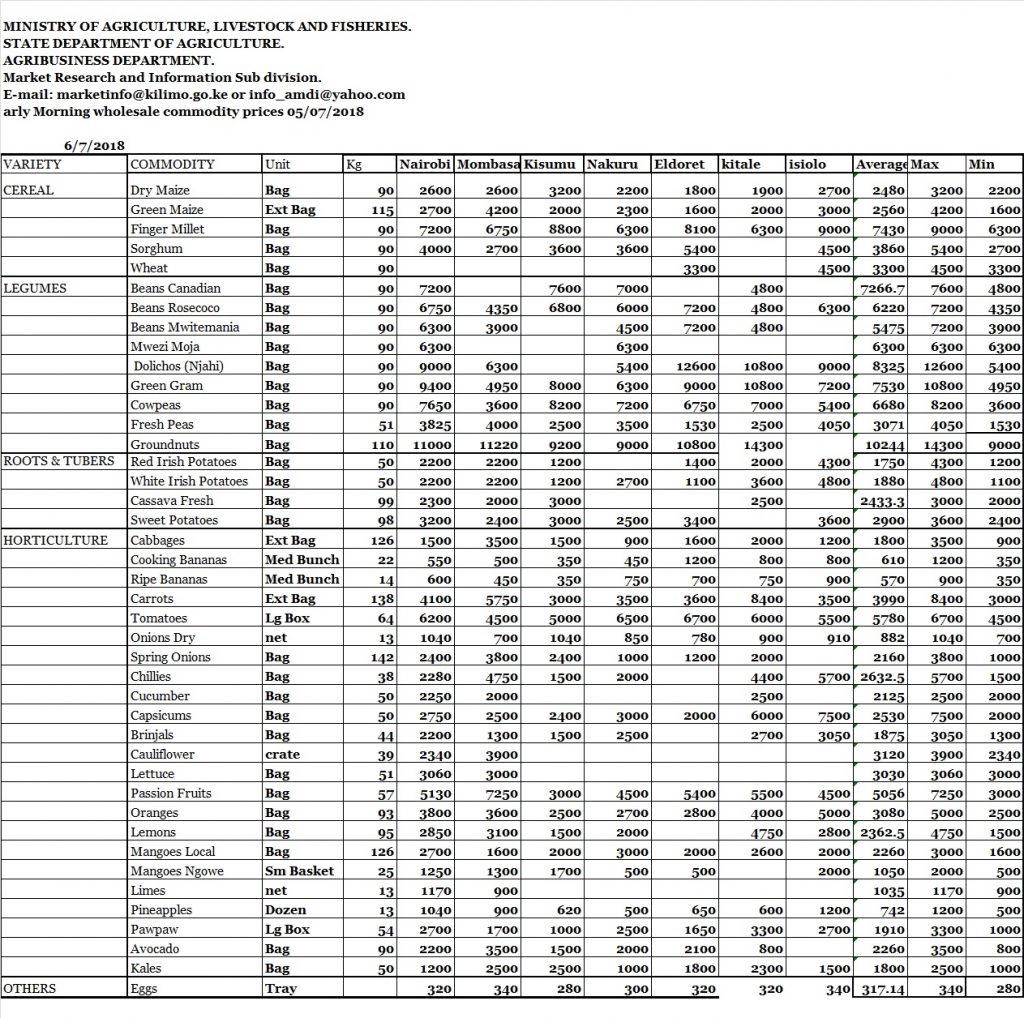 MINISTRY OF AGRICULTURE, LIVESTOCK AND FISHERIES.
STATE DEPARTMENT OF AGRICULTURE.
AGRIBUSINESS DEPARTMENT.
Market Research and Information Sub division.
E-mail: marketinfo@kilimo.go.ke or info_amdi@yahoo.com
arly Morning wholesale commodity prices 05/07/2018
6/7/2018
VARIETY COMMODITY Unit Kg Nairobi Mombasa Kisumu Nakuru Eldoret kitale isiolo Average Max Min
CEREAL Dry Maize Bag 90 2600 2600 3200 2200 1800 1900 2700 2480 3200 2200
Green Maize Ext Bag 115 2700 4200 2000 2300 1600 2000 3000 2560 4200 1600
Finger Millet Bag 90 7200 6750 8800 6300 8100 6300 9000 7430 9000 6300
Sorghum Bag 90 4000 2700 3600 3600 5400 4500 3860 5400 2700
Wheat Bag 90 3300 4500 3300 4500 3300
LEGUMES Beans Canadian Bag 90 7200 7600 7000 4800 7266.7 7600 4800
Beans Rosecoco Bag 90 6750 4350 6800 6000 7200 4800 6300 6220 7200 4350
Beans Mwitemania Bag 90 6300 3900 4500 7200 4800 5475 7200 3900
Mwezi Moja Bag 90 6300 6300 6300 6300 6300
Dolichos (Njahi) Bag 90 9000 6300 5400 12600 10800 9000 8325 12600 5400
Green Gram Bag 90 9400 4950 8000 6300 9000 10800 7200 7530 10800 4950
Cowpeas Bag 90 7650 3600 8200 7200 6750 7000 5400 6680 8200 3600
Fresh Peas Bag 51 3825 4000 2500 3500 1530 2500 4050 3071 4050 1530
Groundnuts Bag 110 11000 11220 9200 9000 10800 14300 10244 14300 9000
ROOTS & TUBERS Red Irish Potatoes Bag 50 2200 2200 1200 1400 2000 4300 1750 4300 1200
White Irish Potatoes Bag 50 2200 2200 1200 2700 1100 3600 4800 1880 4800 1100
Cassava Fresh Bag 99 2300 2000 3000 2500 2433.3 3000 2000
Sweet Potatoes Bag 98 3200 2400 3000 2500 3400 3600 2900 3600 2400
HORTICULTURE Cabbages Ext Bag 126 1500 3500 1500 900 1600 2000 1200 1800 3500 900
Cooking Bananas Med Bunch 22 550 500 350 450 1200 800 800 610 1200 350
Ripe Bananas Med Bunch 14 600 450 350 750 700 750 900 570 900 350
Carrots Ext Bag 138 4100 5750 3000 3500 3600 8400 3500 3990 8400 3000
Tomatoes Lg Box 64 6200 4500 5000 6500 6700 6000 5500 5780 6700 4500
Onions Dry net 13 1040 700 1040 850 780 900 910 882 1040 700
Spring Onions Bag 142 2400 3800 2400 1000 1200 2000 2160 3800 1000
Chillies Bag 38 2280 4750 1500 2000 4400 5700 2632.5 5700 1500
Cucumber Bag 50 2250 2000 2500 2125 2500 2000
Capsicums Bag 50 2750 2500 2400 3000 2000 6000 7500 2530 7500 2000
Brinjals Bag 44 2200 1300 1500 2500 2700 3050 1875 3050 1300
Cauliflower crate 39 2340 3900 3120 3900 2340
Lettuce Bag 51 3060 3000 3030 3060 3000
Passion Fruits Bag 57 5130 7250 3000 4500 5400 5500 4500 5056 7250 3000
Oranges Bag 93 3800 3600 2500 2700 2800 4000 5000 3080 5000 2500
Lemons Bag 95 2850 3100 1500 2000 4750 2800 2362.5 4750 1500
Mangoes Local Bag 126 2700 1600 2000 3000 2000 2600 2000 2260 3000 1600
Mangoes Ngowe Sm Basket 25 1250 1300 1700 500 500 2000 1050 2000 500
Limes net 13 1170 900 1035 1170 900
Pineapples Dozen 13 1040 900 620 500 650 600 1200 742 1200 500
Pawpaw Lg Box 54 2700 1700 1000 2500 1650 3300 2700 1910 3300 1000
Avocado Bag 90 2200 3500 1500 2000 2100 800 2260 3500 800
Kales Bag 50 1200 2500 2500 1000 1800 2300 1500 1800 2500 1000
OTHERS Eggs Tray 320 340 280 300 320 320 340 317.14 340 280